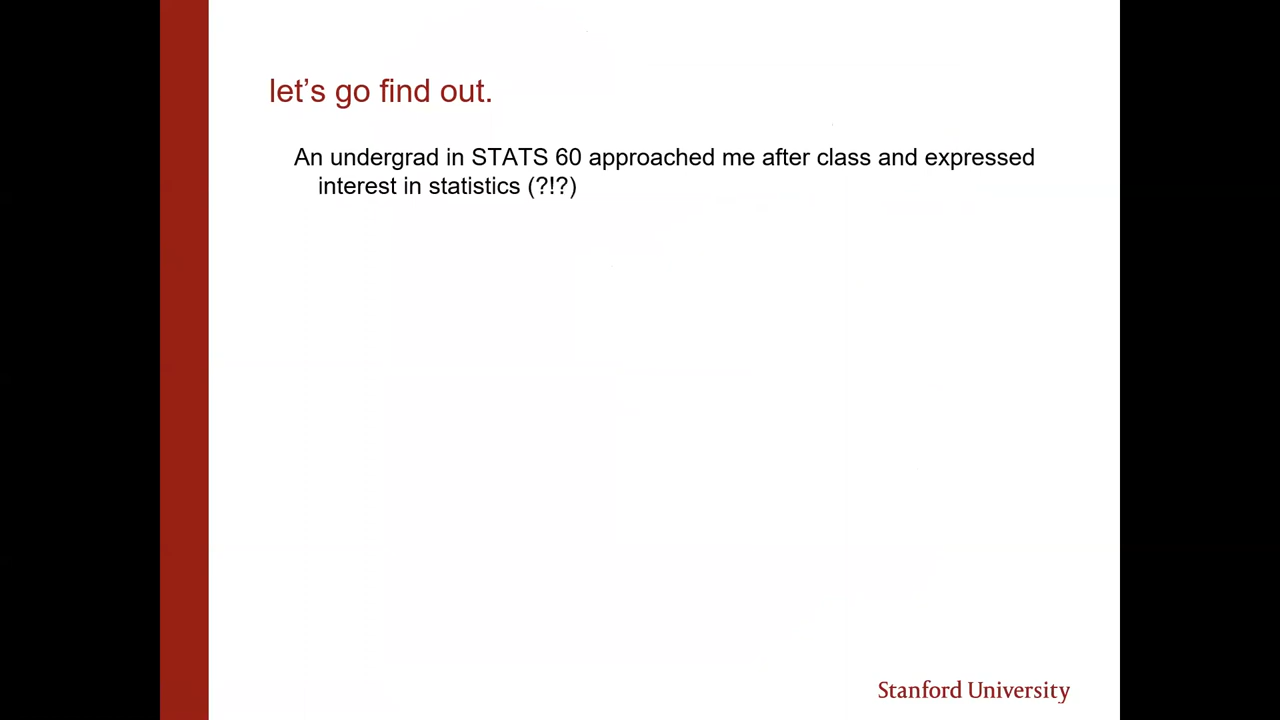 let’s go find out.
An undergrad in STATS 60 approached me after class and expressed
interest in statistics (?!?)
Stanford University